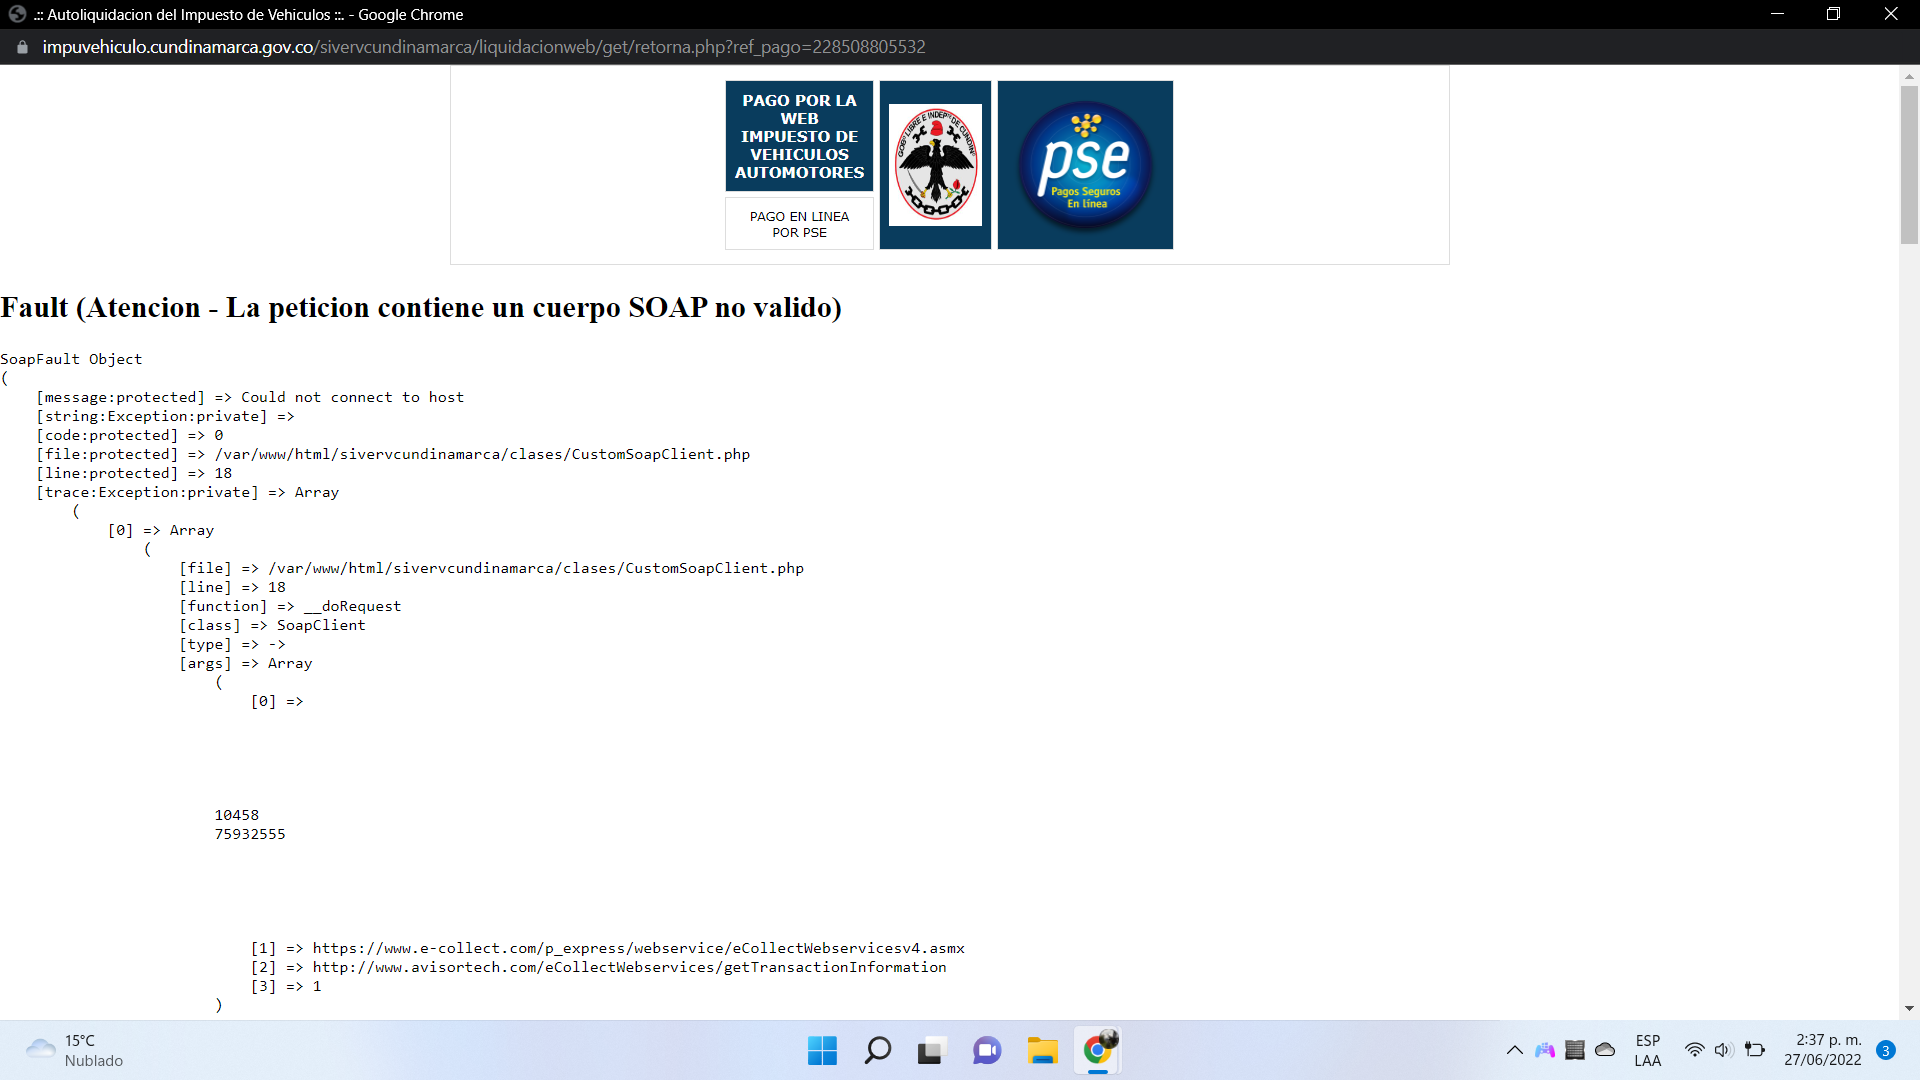 .:: Autoliquidacion del Impuesto de Vehiculos ::. - Google Chrome
impuvehiculo.cundinamarca.gov.co/sivervcundinamarca/liquidacionweb/get/retorna.php?ref_pago=228508805532
PAGO POR LA
WEB
IMPUESTO DE
VEHICULOS
AUTOMOTORES
PAGO EN LINEA
POR PSE
GOBⁿᵒ LIBRE E INDEPᵗᵉ DE CUNDINᶜᵃ
pse
Pagos Seguros
En línea
Fault (Atencion - La peticion contiene un cuerpo SOAP no valido)
SoapFault Object
(
[message:protected] => Could not connect to host
[string:Exception:private] =>
[code:protected] => 0
[file:protected] => /var/www/html/sivervcundinamarca/clases/CustomSoapClient.php
[line:protected] => 18
[trace:Exception:private] => Array
(
[0] => Array
(
[file] => /var/www/html/sivervcundinamarca/clases/CustomSoapClient.php
[line] => 18
[function] => __doRequest
[class] => SoapClient
[type] => ->
[args] => Array
(
[0] =>
10458
75932555
[1] => https://www.e-collect.com/p_express/webservice/eCollectWebservicesv4.asmx
[2] => http://www.avisortech.com/eCollectWebservices/getTransactionInformation
[3] => 1
)
15°C
Nublado
ESP
LAA
2:37 p. m.
27/06/2022
3